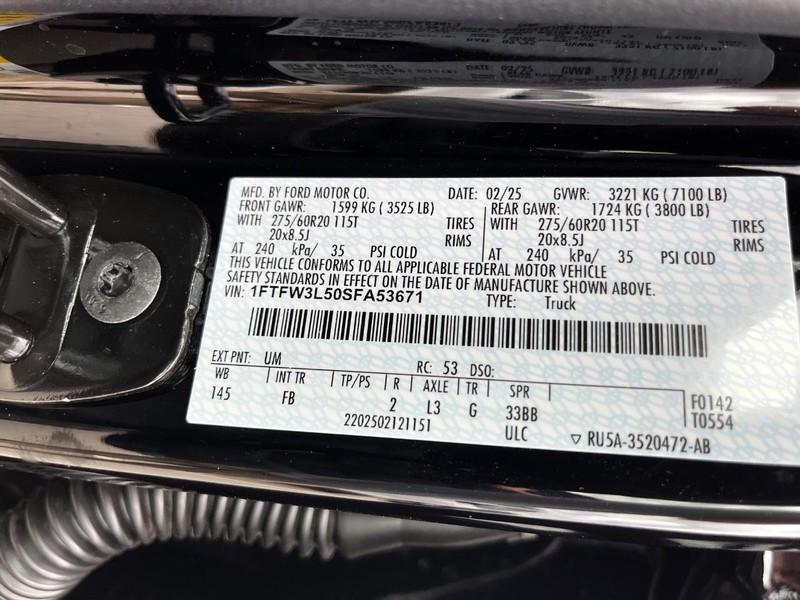 MFD. BY FORD MOTOR CO. DATE: 02/25 GVWR: 3221 KG ( 7100 LB)
FRONT GAWR: 1599 KG ( 3525 LB) REAR GAWR: 1724 KG ( 3800 LB)
WITH 275/60R20 115T TIRES WITH 275/60R20 115T TIRES
20x8.5J RIMS 20x8.5J RIMS
AT 240 kPa/ 35 PSI COLD AT 240 kPa/ 35 PSI COLD
THIS VEHICLE CONFORMS TO ALL APPLICABLE FEDERAL MOTOR VEHICLE
SAFETY STANDARDS IN EFFECT ON THE DATE OF MANUFACTURE SHOWN ABOVE.
VIN: 1FTFW3L50SFA53671 TYPE: Truck
EXT PNT: UM RC: 53 DSO:
WB INT TR TP/PS R AXLE TR SPR
145 FB 2 L3 G 33BB F0142
2202502121151 ULC T0554
▽ RU5A-3520472-AB